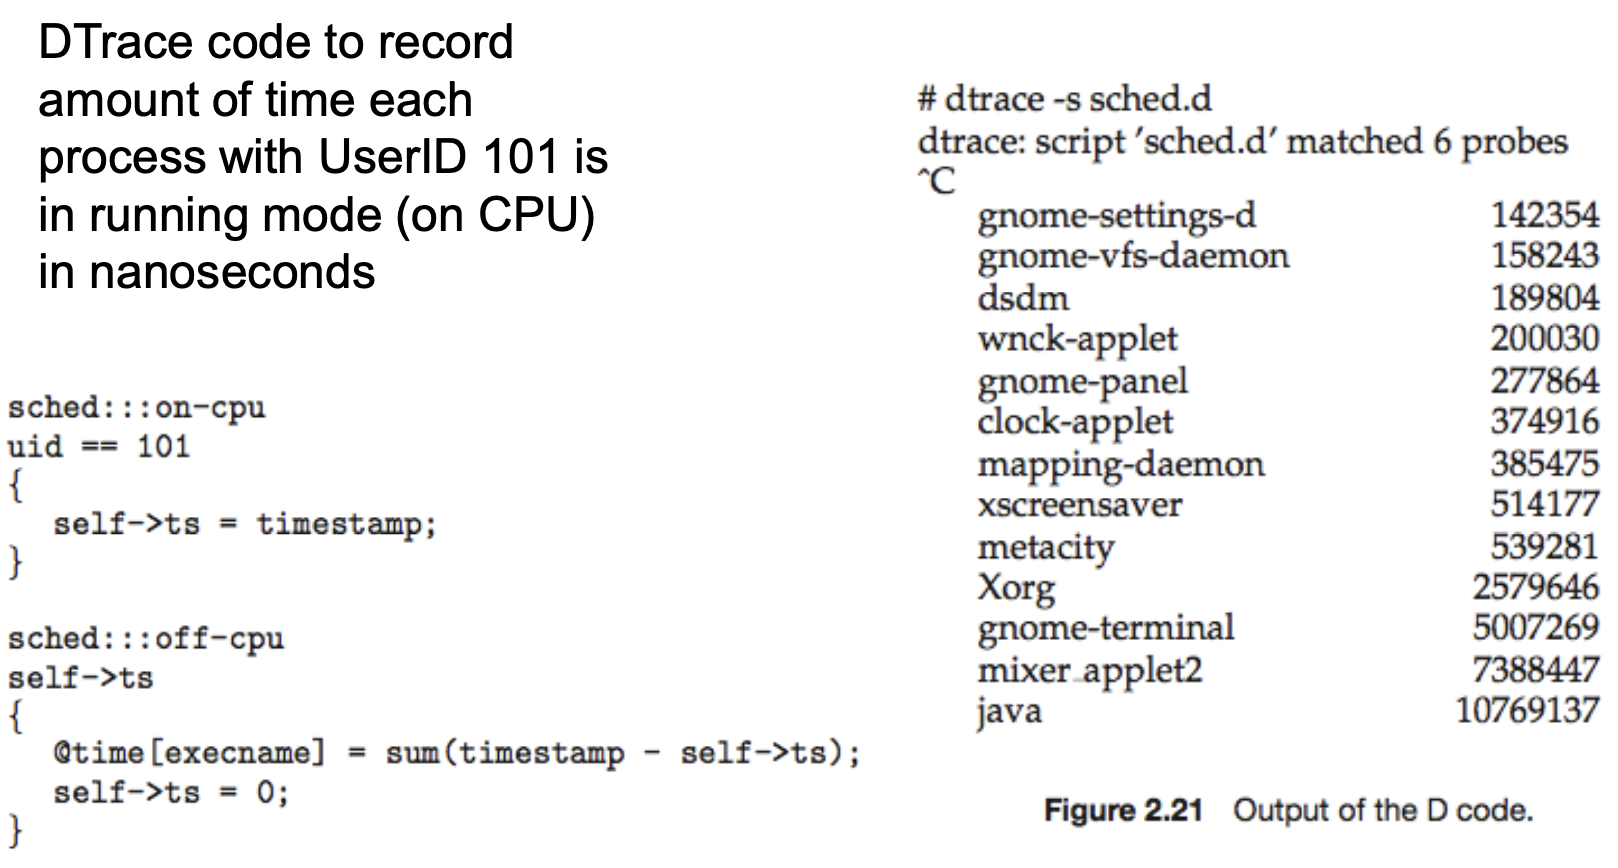 DTrace code to record
amount of time each
process with UserID 101 is
in running mode (on CPU)
in nanoseconds
sched:::on-cpu
uid == 101
{
self->ts = timestamp;
}
sched:::off-cpu
self->ts
{
@time[execname] = sum(timestamp - self->ts);
self->ts = 0;
}
# dtrace -s sched.d
dtrace: script ’sched.d’ matched 6 probes
^C
gnome-settings-d 142354
gnome-vfs-daemon 158243
dsdm 189804
wnck-applet 200030
gnome-panel 277864
clock-applet 374916
mapping-daemon 385475
xscreensaver 514177
metacity 539281
Xorg 2579646
gnome-terminal 5007269
mixer_applet2 7388447
java 10769137
Figure 2.21 Output of the D code.